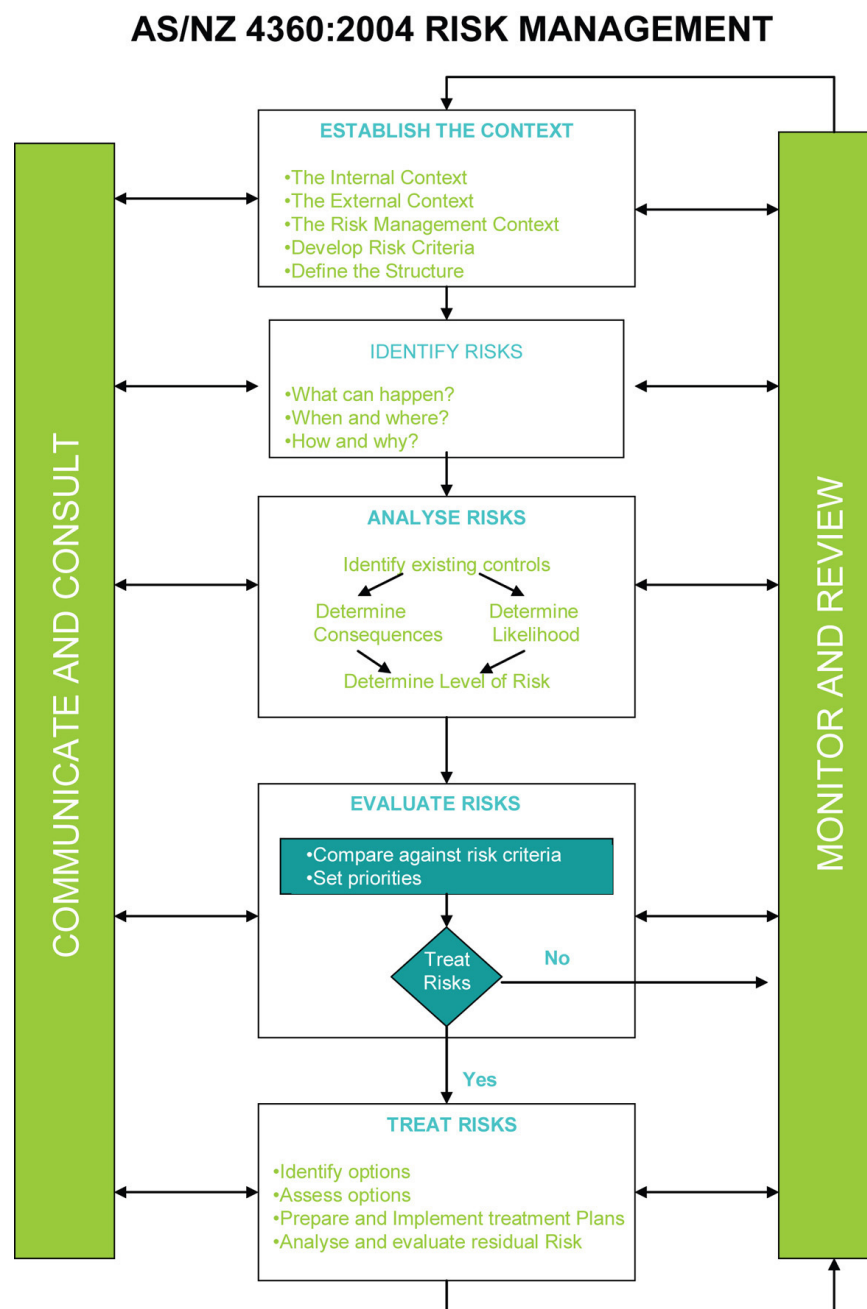 AS/NZ 4360:2004 RISK MANAGEMENT
COMMUNICATE AND CONSULT
ESTABLISH THE CONTEXT
•The Internal Context
•The External Context
•The Risk Management Context
•Develop Risk Criteria
•Define the Structure
IDENTIFY RISKS
•What can happen?
•When and where?
•How and why?
ANALYSE RISKS
Identify existing controls
Determine
Consequences
Determine
Likelihood
Determine Level of Risk
EVALUATE RISKS
•Compare against risk criteria
•Set priorities
Treat
Risks
No
Yes
TREAT RISKS
•Identify options
•Assess options
•Prepare and Implement treatment Plans
•Analyse and evaluate residual Risk
MONITOR AND REVIEW